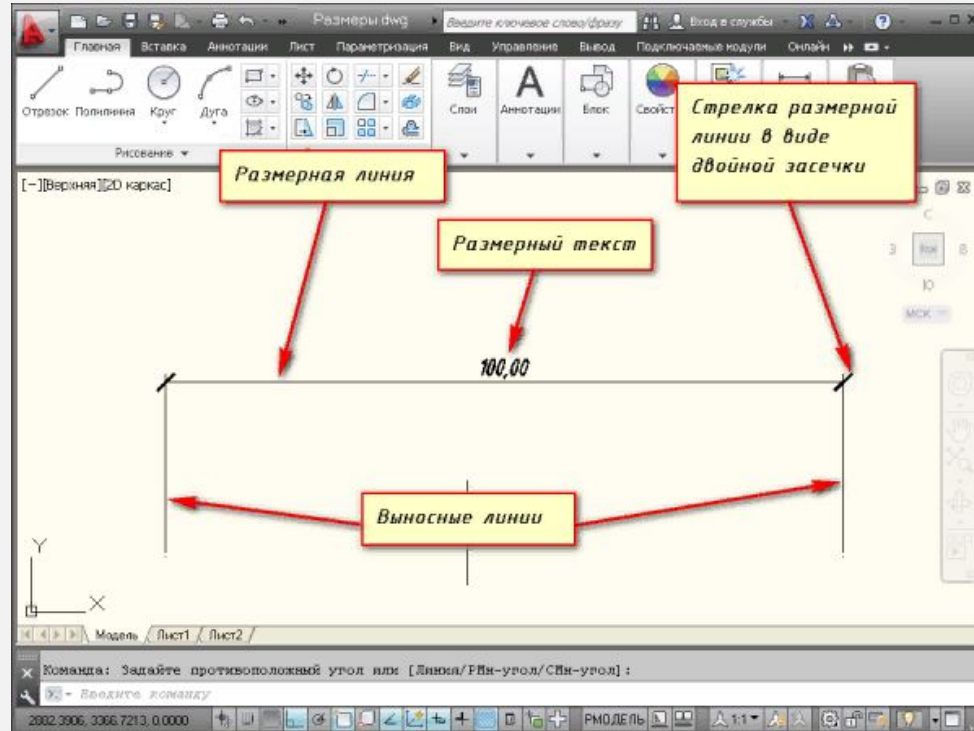 Размеры.dwg
Введите ключевое слово/фразу
Вход в службы
Главная Вставка Аннотации Лист Параметризация Вид Управление Вывод Подключаемые модули Онлайн
Отрезок Полилиния Круг Дуга
Слои
Аннотации
Блок
Рисование
Стрелка размерной
линии в виде
двойной засечки
[−][Верхняя][2D каркас]
Размерная линия
Размерный текст
С
З В
Ю
МСК
100,00
Выносные линии
Y
X
Модель Лист1 Лист2
Команда: Задайте противоположный угол или [Линия/РМн-угол/СМн-угол]:
Введите команду
2882.3906, 3366.7213, 0.0000
РМОДЕЛЬ
1:1